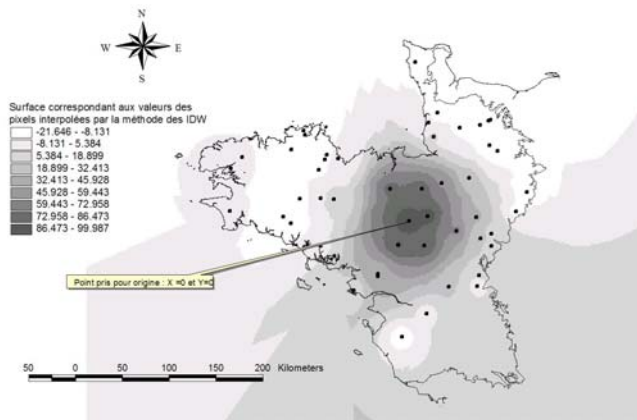 N
W E
S
Surface correspondant aux valeurs des
pixels interpolées par la méthode des IDW
-21.646 - -8.131
-8.131 - 5.384
5.384 - 18.899
18.899 - 32.413
32.413 - 45.928
45.928 - 59.443
59.443 - 72.958
72.958 - 86.473
86.473 - 99.987
Point pris pour origine : X =0 et Y=0
50 0 50 100 150 200 Kilometers